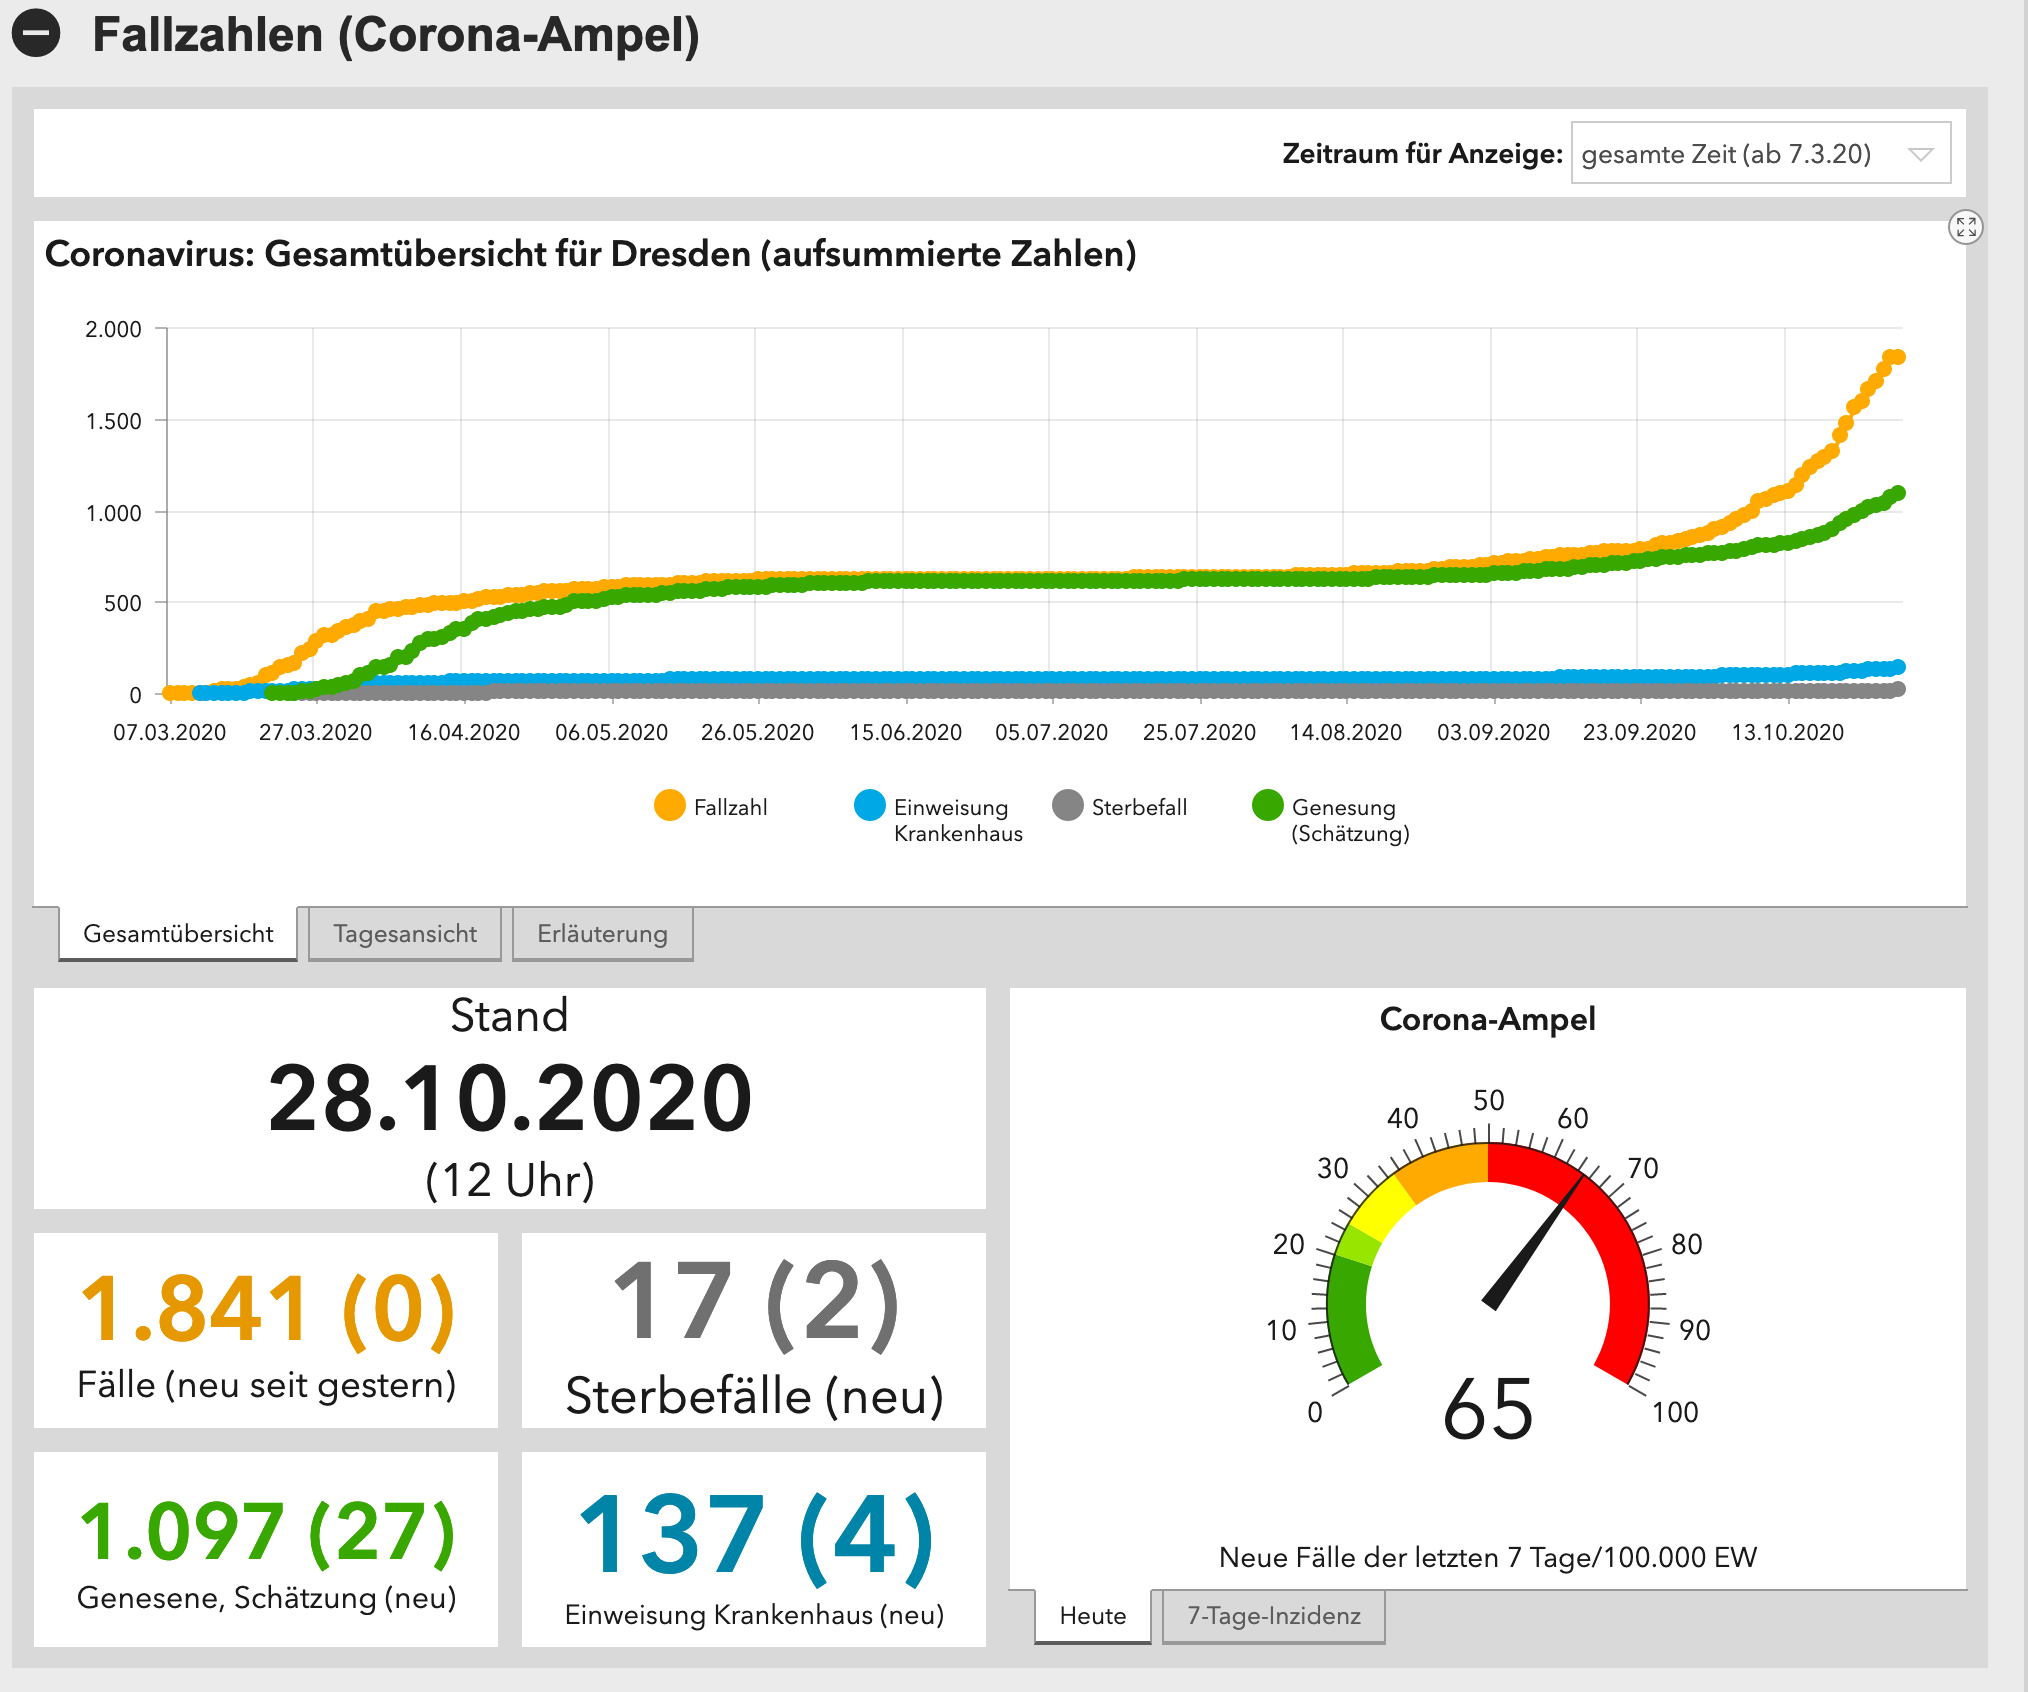 Fallzahlen (Corona-Ampel)
Zeitraum für Anzeige: gesamte Zeit (ab 7.3.20)
Coronavirus: Gesamtübersicht für Dresden (aufsummierte Zahlen)
2.000
1.500
1.000
500
0
07.03.2020 27.03.2020 16.04.2020 06.05.2020 26.05.2020 15.06.2020 05.07.2020 25.07.2020 14.08.2020 03.09.2020 23.09.2020 13.10.2020
Fallzahl
Einweisung
Krankenhaus
Sterbefall
Genesung
(Schätzung)
Gesamtübersicht Tagesansicht Erläuterung
Stand
28.10.2020
(12 Uhr)
1.841 (0)
Fälle (neu seit gestern)
17 (2)
Sterbefälle (neu)
1.097 (27)
Genesene, Schätzung (neu)
137 (4)
Einweisung Krankenhaus (neu)
Corona-Ampel
0
10
20
30
40
50
60
70
80
90
100
65
Neue Fälle der letzten 7 Tage/100.000 EW
Heute 7-Tage-Inzidenz